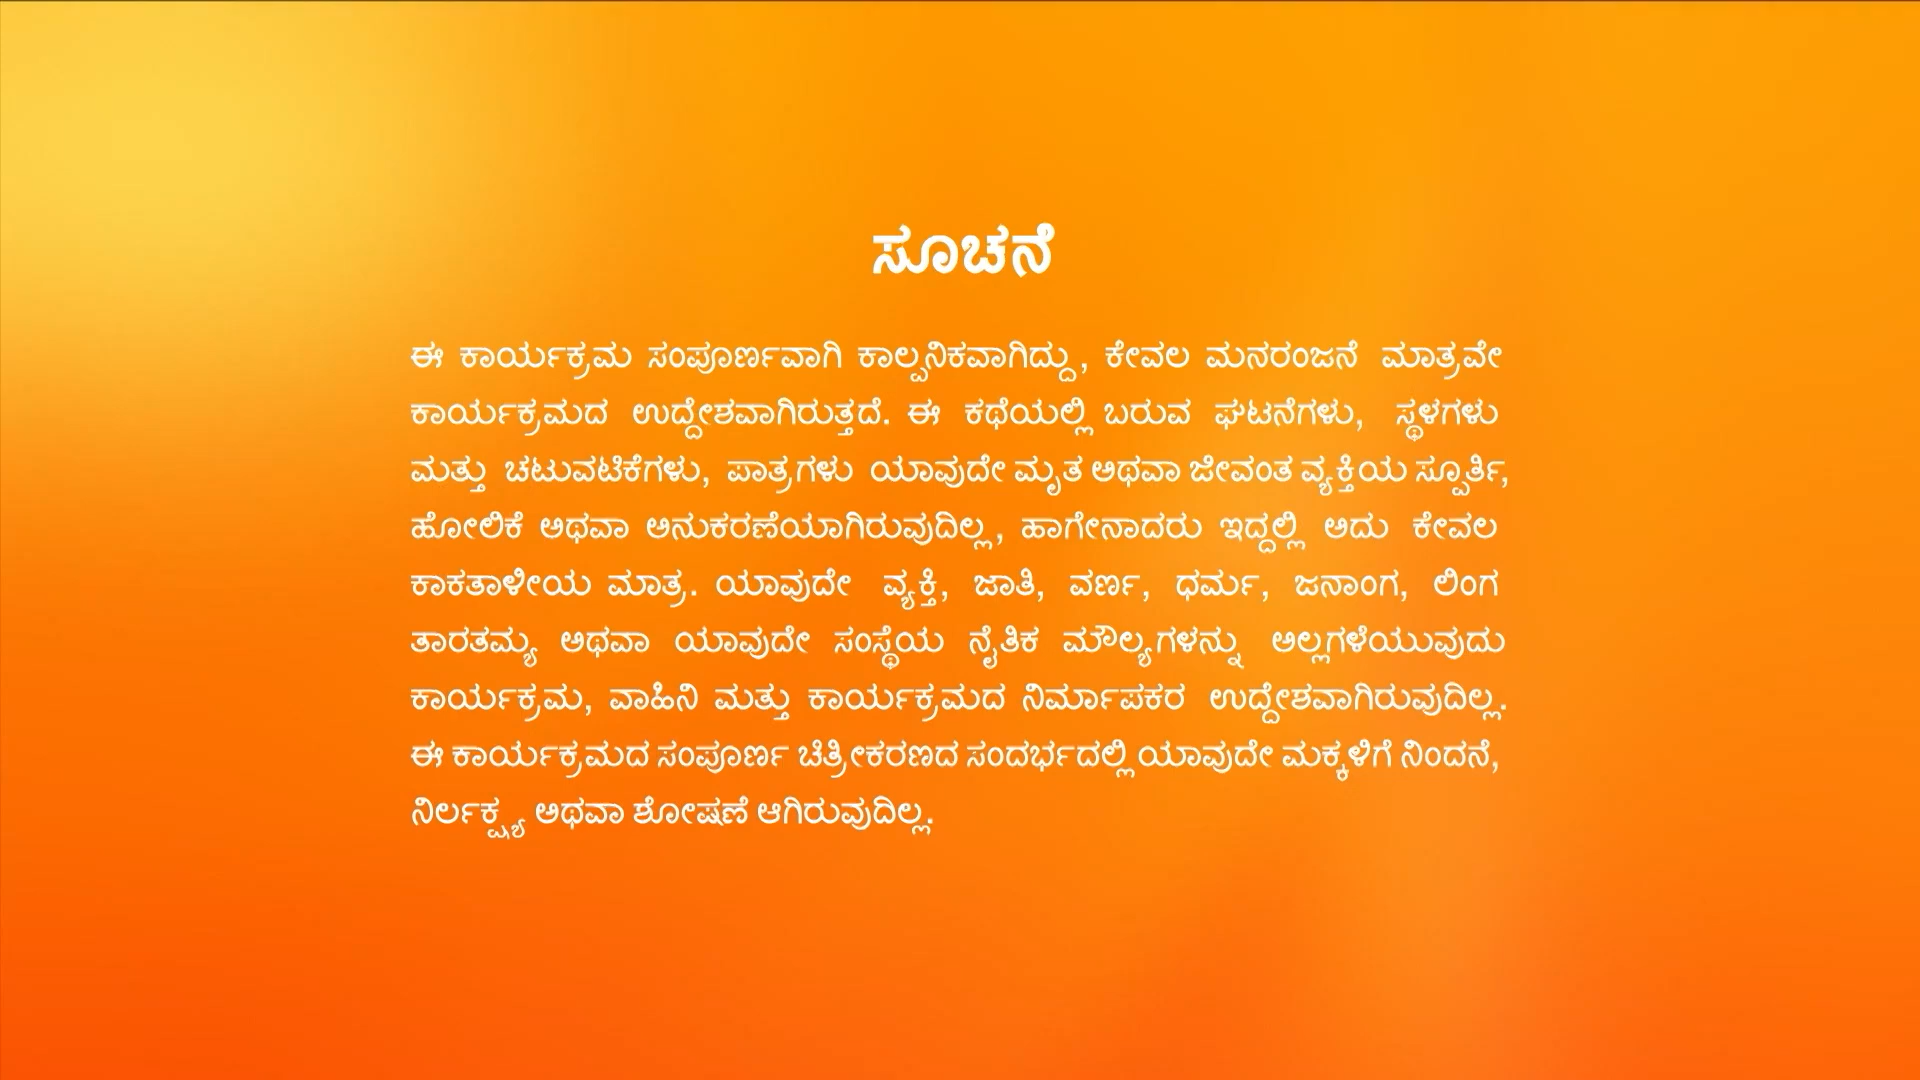 ಸೂಚನೆ
ಈ ಕಾರ್ಯಕ್ರಮ ಸಂಪೂರ್ಣವಾಗಿ ಕಾಲ್ಪನಿಕವಾಗಿದ್ದು, ಕೇವಲ ಮನರಂಜನೆ ಮಾತ್ರವೇ
ಕಾರ್ಯಕ್ರಮದ ಉದ್ದೇಶವಾಗಿರುತ್ತದೆ. ಈ ಕಥೆಯಲ್ಲಿ ಬರುವ ಘಟನೆಗಳು, ಸ್ಥಳಗಳು
ಮತ್ತು ಚಟುವಟಿಕೆಗಳು, ಪಾತ್ರಗಳು ಯಾವುದೇ ಮೃತ ಅಥವಾ ಜೀವಂತ ವ್ಯಕ್ತಿಯ ಸ್ಪೂರ್ತಿ,
ಹೋಲಿಕೆ ಅಥವಾ ಅನುಕರಣೆಯಾಗಿರುವುದಿಲ್ಲ, ಹಾಗೇನಾದರು ಇದ್ದಲ್ಲಿ ಅದು ಕೇವಲ
ಕಾಕತಾಳೀಯ ಮಾತ್ರ. ಯಾವುದೇ ವ್ಯಕ್ತಿ, ಜಾತಿ, ವರ್ಣ, ಧರ್ಮ, ಜನಾಂಗ, ಲಿಂಗ
ತಾರತಮ್ಯ ಅಥವಾ ಯಾವುದೇ ಸಂಸ್ಥೆಯ ನೈತಿಕ ಮೌಲ್ಯಗಳನ್ನು ಅಲ್ಲಗಳೆಯುವುದು
ಕಾರ್ಯಕ್ರಮ, ವಾಹಿನಿ ಮತ್ತು ಕಾರ್ಯಕ್ರಮದ ನಿರ್ಮಾಪಕರ ಉದ್ದೇಶವಾಗಿರುವುದಿಲ್ಲ.
ಈ ಕಾರ್ಯಕ್ರಮದ ಸಂಪೂರ್ಣ ಚಿತ್ರೀಕರಣದ ಸಂದರ್ಭದಲ್ಲಿ ಯಾವುದೇ ಮಕ್ಕಳಿಗೆ ನಿಂದನೆ,
ನಿರ್ಲಕ್ಷ್ಯ ಅಥವಾ ಶೋಷಣೆ ಆಗಿರುವುದಿಲ್ಲ.